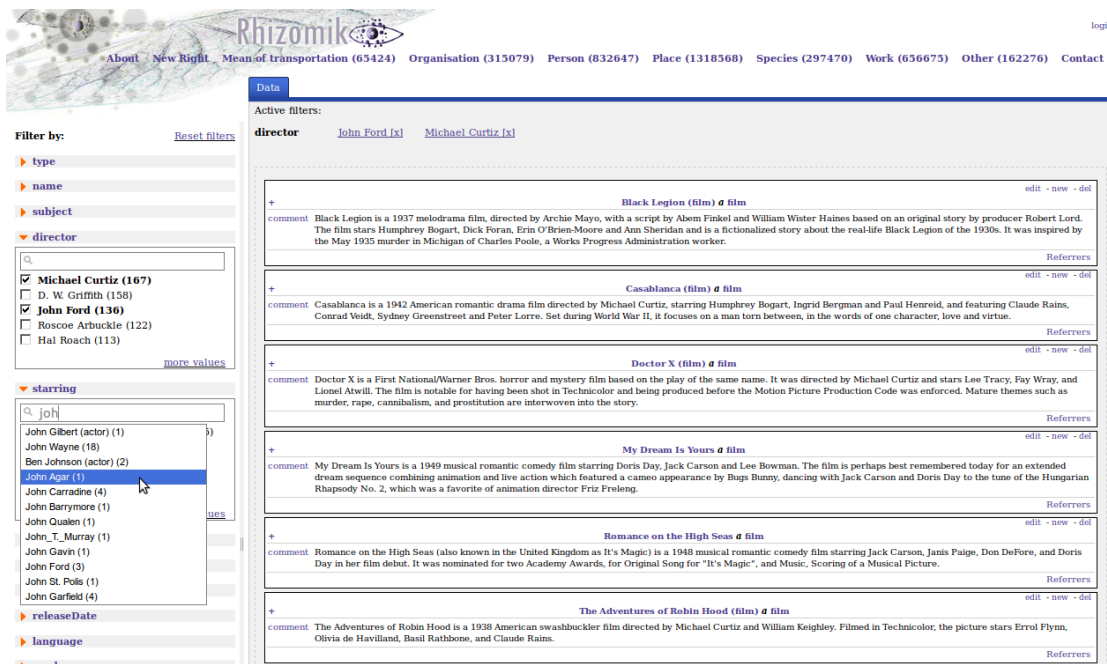 Rhizomik
logi
About New Right Mean of transportation (65424) Organisation (315079) Person (832647) Place (1318568) Species (297470) Work (656675) Other (162276) Contact
Data
Active filters:
director John Ford [x] Michael Curtiz [x]
Filter by: Reset filters
type
name
subject
director
Michael Curtiz (167)
D. W. Griffith (158)
John Ford (136)
Roscoe Arbuckle (122)
Hal Roach (113)
more values
starring
joh
John Gilbert (actor) (1)
John Wayne (18)
Ben Johnson (actor) (2)
John Agar (1)
John Carradine (4)
John Barrymore (1)
John Qualen (1)
John_T._Murray (1)
John Gavin (1)
John Ford (3)
John St. Polis (1)
John Garfield (4)
ues
releaseDate
language
edit - new - del
+ Black Legion (film) a film
comment Black Legion is a 1937 melodrama film, directed by Archie Mayo, with a script by Abem Finkel and William Wister Haines based on an original story by producer Robert Lord.
The film stars Humphrey Bogart, Dick Foran, Erin O'Brien-Moore and Ann Sheridan and is a fictionalized story about the real-life Black Legion of the 1930s. It was inspired by
the May 1935 murder in Michigan of Charles Poole, a Works Progress Administration worker.
Referrers
edit - new - del
+ Casablanca (film) a film
comment Casablanca is a 1942 American romantic drama film directed by Michael Curtiz, starring Humphrey Bogart, Ingrid Bergman and Paul Henreid, and featuring Claude Rains,
Conrad Veidt, Sydney Greenstreet and Peter Lorre. Set during World War II, it focuses on a man torn between, in the words of one character, love and virtue.
Referrers
edit - new - del
+ Doctor X (film) a film
comment Doctor X is a First National/Warner Bros. horror and mystery film based on the play of the same name. It was directed by Michael Curtiz and stars Lee Tracy, Fay Wray, and
Lionel Atwill. The film is notable for having been shot in Technicolor and being produced before the Motion Picture Production Code was enforced. Mature themes such as
murder, rape, cannibalism, and prostitution are interwoven into the story.
Referrers
edit - new - del
+ My Dream Is Yours a film
comment My Dream Is Yours is a 1949 musical romantic comedy film starring Doris Day, Jack Carson and Lee Bowman. The film is perhaps best remembered today for an extended
dream sequence combining animation and live action which featured a cameo appearance by Bugs Bunny, dancing with Jack Carson and Doris Day to the tune of the Hungarian
Rhapsody No. 2, which was a favorite of animation director Friz Freleng.
Referrers
edit - new - del
+ Romance on the High Seas a film
comment Romance on the High Seas (also known in the United Kingdom as It's Magic) is a 1948 musical romantic comedy film starring Jack Carson, Janis Paige, Don DeFore, and Doris
Day in her film debut. It was nominated for two Academy Awards, for Original Song for "It's Magic", and Music, Scoring of a Musical Picture.
Referrers
edit - new - del
+ The Adventures of Robin Hood (film) a film
comment The Adventures of Robin Hood is a 1938 American swashbuckler film directed by Michael Curtiz and William Keighley. Filmed in Technicolor, the picture stars Errol Flynn,
Olivia de Havilland, Basil Rathbone, and Claude Rains.
Referrers